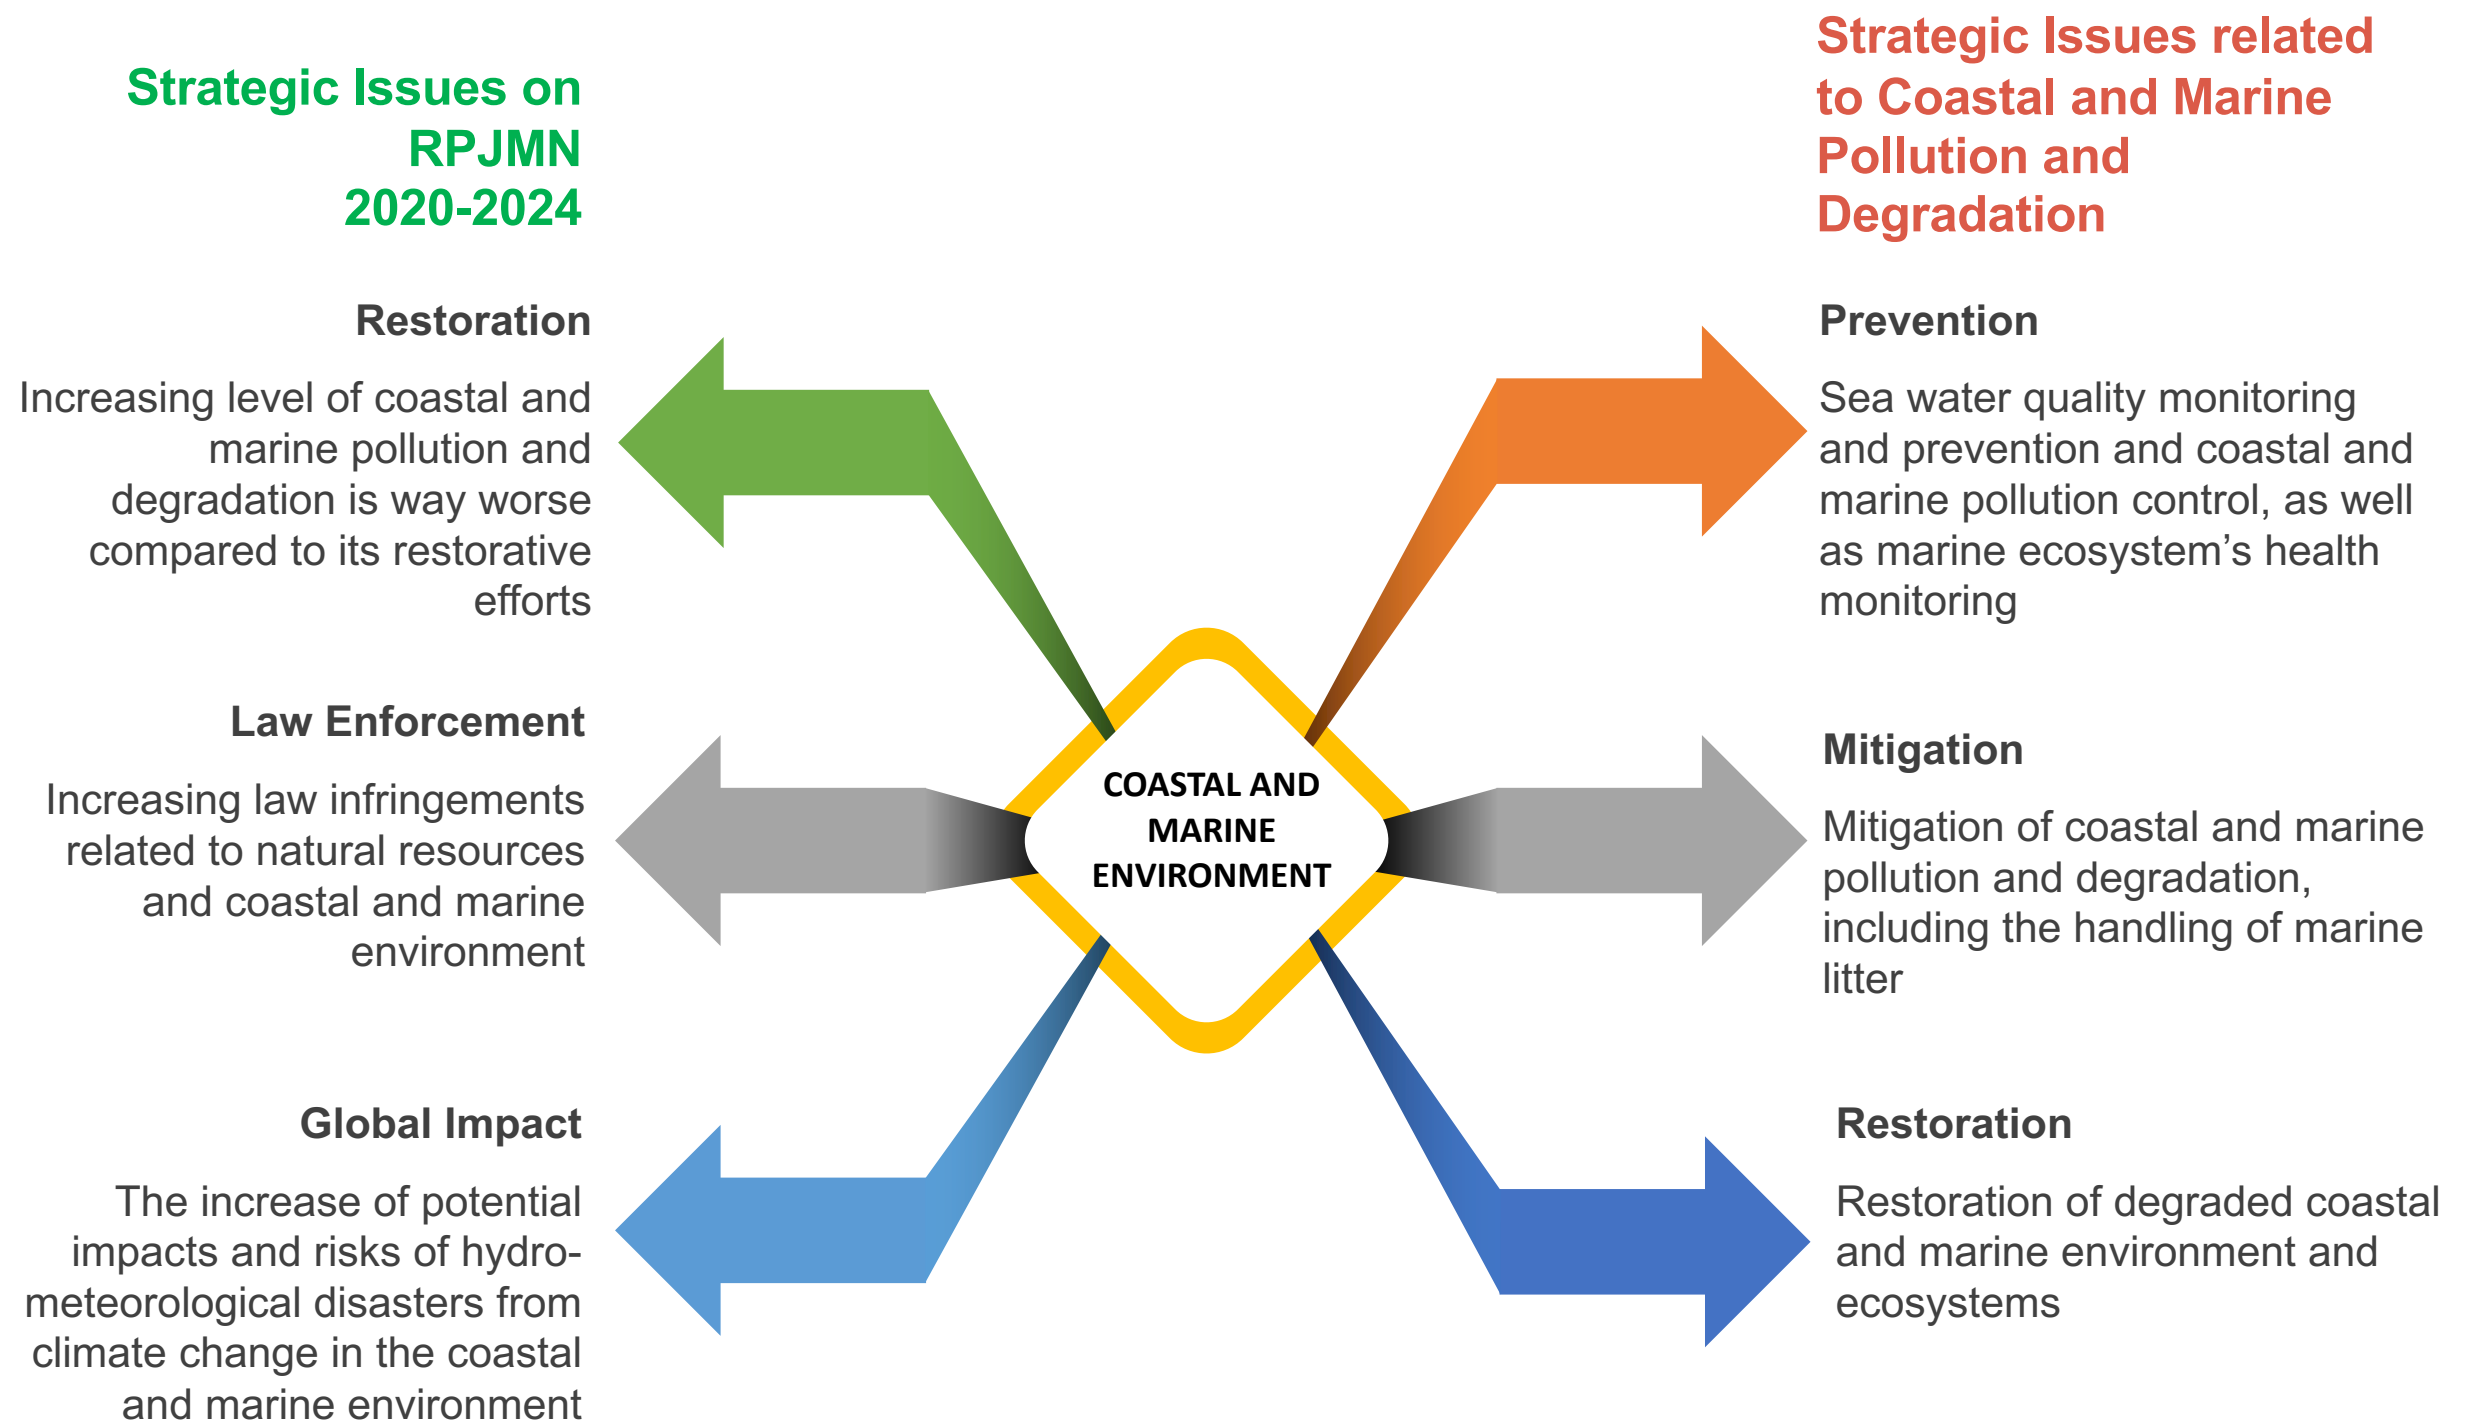 Strategic Issues on
RPJMN
2020-2024
Restoration
Increasing level of coastal and
marine pollution and
degradation is way worse
compared to its restorative
efforts
Law Enforcement
Increasing law infringements
related to natural resources
and coastal and marine
environment
Global Impact
The increase of potential
impacts and risks of hydro-
meteorological disasters from
climate change in the coastal
and marine environment
COASTAL AND
MARINE
ENVIRONMENT
Strategic Issues related
to Coastal and Marine
Pollution and
Degradation
Prevention
Sea water quality monitoring
and prevention and coastal and
marine pollution control, as well
as marine ecosystem’s health
monitoring
Mitigation
Mitigation of coastal and marine
pollution and degradation,
including the handling of marine
litter
Restoration
Restoration of degraded coastal
and marine environment and
ecosystems